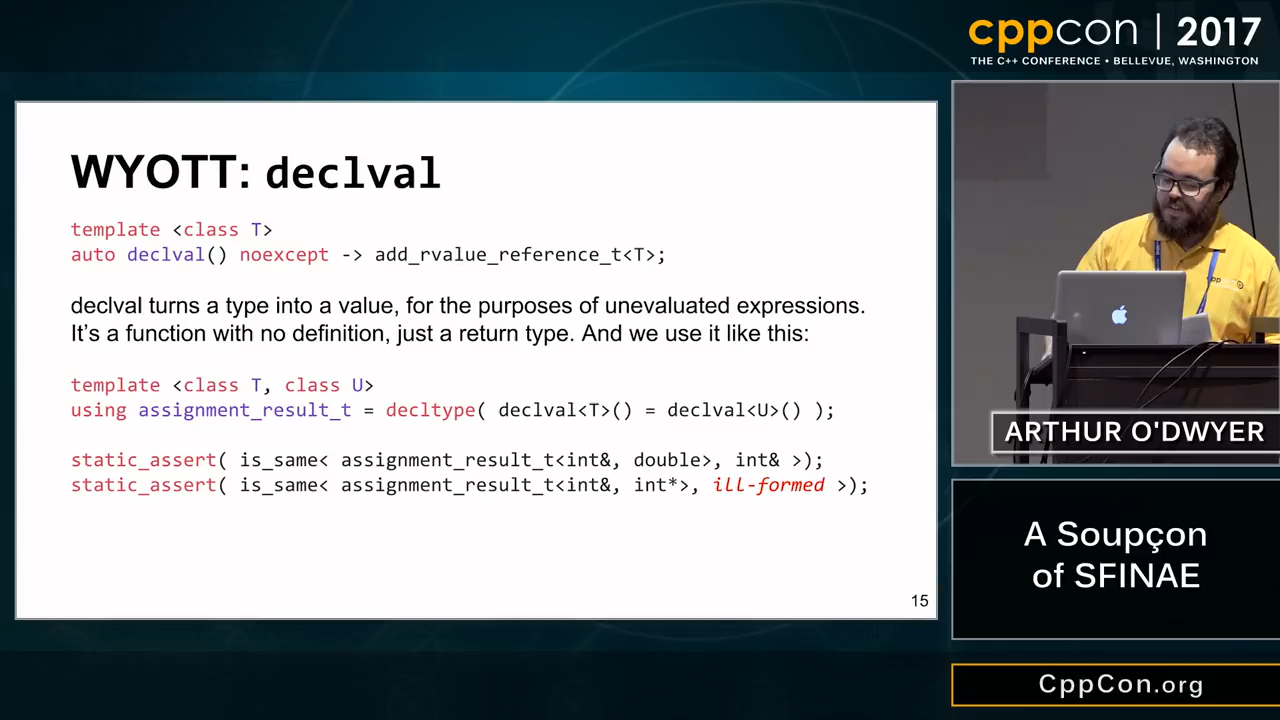 cppcon | 2017
THE C++ CONFERENCE • BELLEVUE, WASHINGTON
WYOTT: declval
template <class T>
auto declval() noexcept -> add_rvalue_reference_t<T>;
declval turns a type into a value, for the purposes of unevaluated expressions.
It’s a function with no definition, just a return type. And we use it like this:
template <class T, class U>
using assignment_result_t = decltype( declval<T>() = declval<U>() );
static_assert( is_same< assignment_result_t<int&, double>, int& >);
static_assert( is_same< assignment_result_t<int&, int*>, ill-formed >);
15
ARTHUR O'DWYER
A Soupçon
of SFINAE
CppCon.org